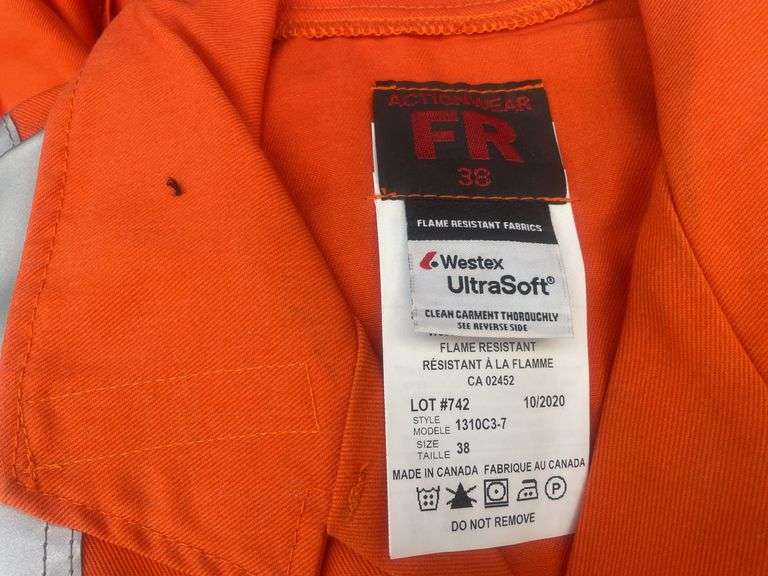 ACTIONWEAR
FR
38
FLAME RESISTANT FABRICS
Westex
UltraSoft®
CLEAN GARMENT THOROUGHLY
SEE REVERSE SIDE
FLAME RESISTANT
RÉSISTANT À LA FLAMME
CA 02452
LOT #742 10/2020
STYLE
MODELE 1310C3-7
SIZE
TAILLE 38
MADE IN CANADA FABRIQUE AU CANADA
P
DO NOT REMOVE